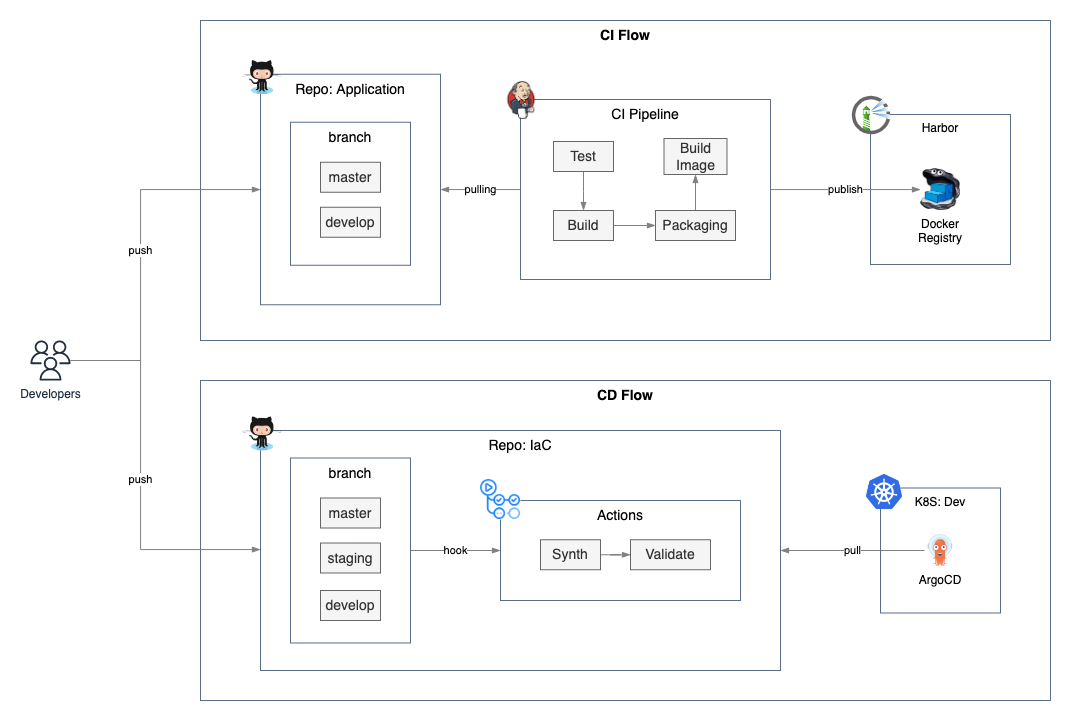 CI Flow
Repo: Application
branch
master
develop
pulling
CI Pipeline
Test
Build
Image
Build
Packaging
publish
Harbor
Docker
Registry
push
Developers
push
CD Flow
Repo: IaC
branch
master
staging
develop
hook
Actions
Synth
Validate
pull
K8S: Dev
ArgoCD